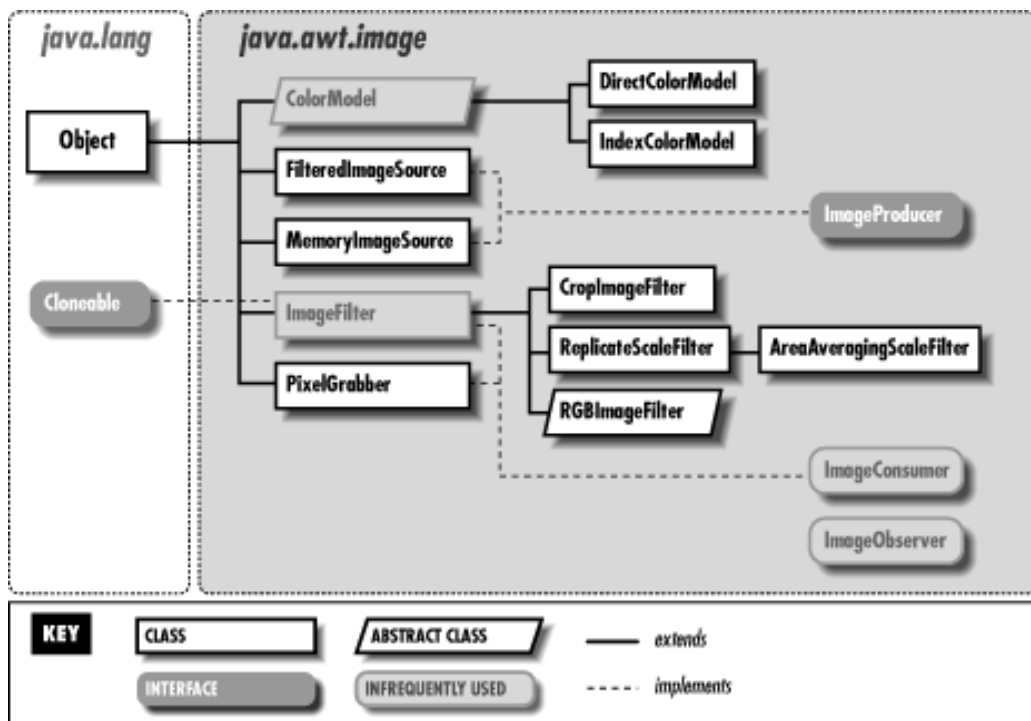 java.lang
java.awt.image
Object
Cloneable
ColorModel
DirectColorModel
IndexColorModel
FilteredImageSource
MemoryImageSource
ImageProducer
ImageFilter
CropImageFilter
ReplicateScaleFilter
AreaAveragingScaleFilter
PixelGrabber
RGBImageFilter
ImageConsumer
ImageObserver
KEY
CLASS
ABSTRACT CLASS
extends
INTERFACE
INFREQUENTLY USED
implements